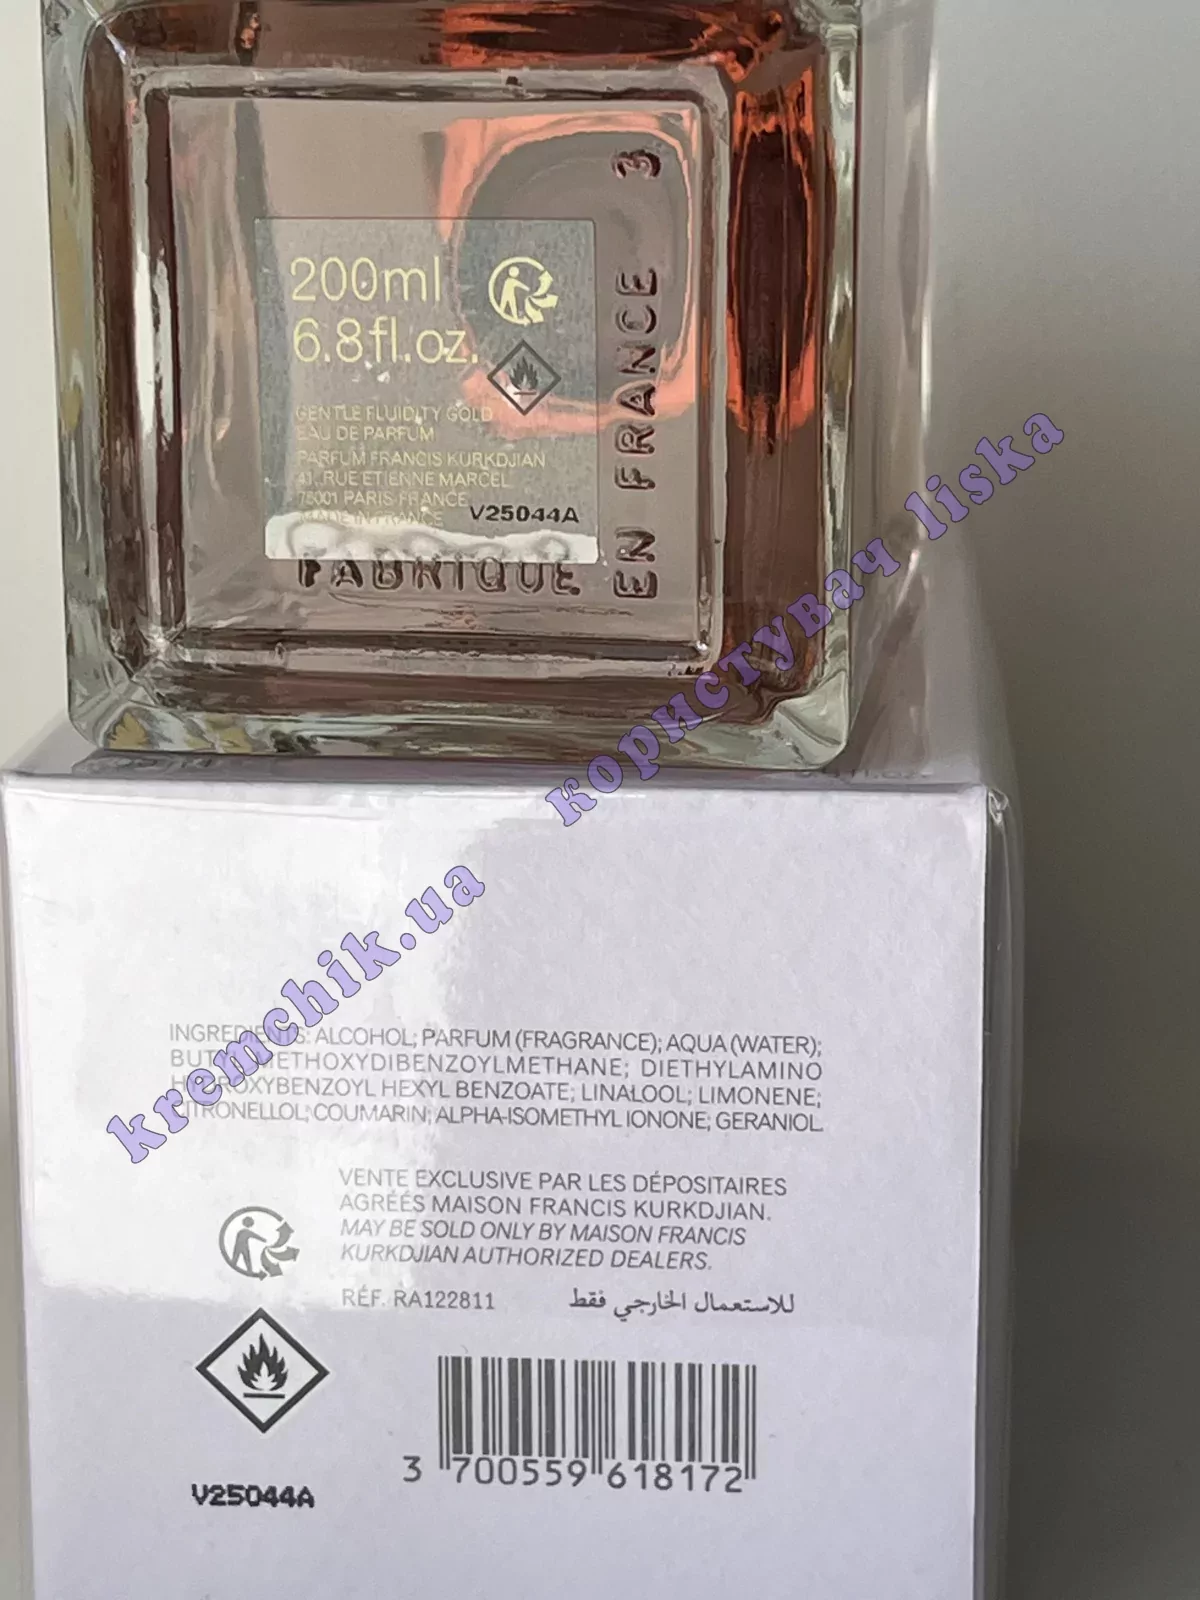 200ml
6.8fl.oz.
GENTLE FLUIDITY GOLD
EAU DE PARFUM
PARFUM FRANCIS KURKDJIAN
41, RUE ETIENNE MARCEL
75001 PARIS FRANCE
MADE IN FRANCE
V25044A
FABRIQUE
EN FRANCE 3
користувач liska
kremchik.ua
INGREDIENTS: ALCOHOL; PARFUM (FRAGRANCE); AQUA (WATER);
BUTYL METHOXYDIBENZOYLMETHANE; DIETHYLAMINO
HYDROXYBENZOYL HEXYL BENZOATE; LINALOOL; LIMONENE;
CITRONELLOL; COUMARIN; ALPHA-ISOMETHYL IONONE; GERANIOL.
VENTE EXCLUSIVE PAR LES DÉPOSITAIRES
AGRÉÉS MAISON FRANCIS KURKDJIAN.
MAY BE SOLD ONLY BY MAISON FRANCIS
KURKDJIAN AUTHORIZED DEALERS.
RÉF. RA122811
للاستعمال الخارجي فقط
3 700559 618172
V25044A